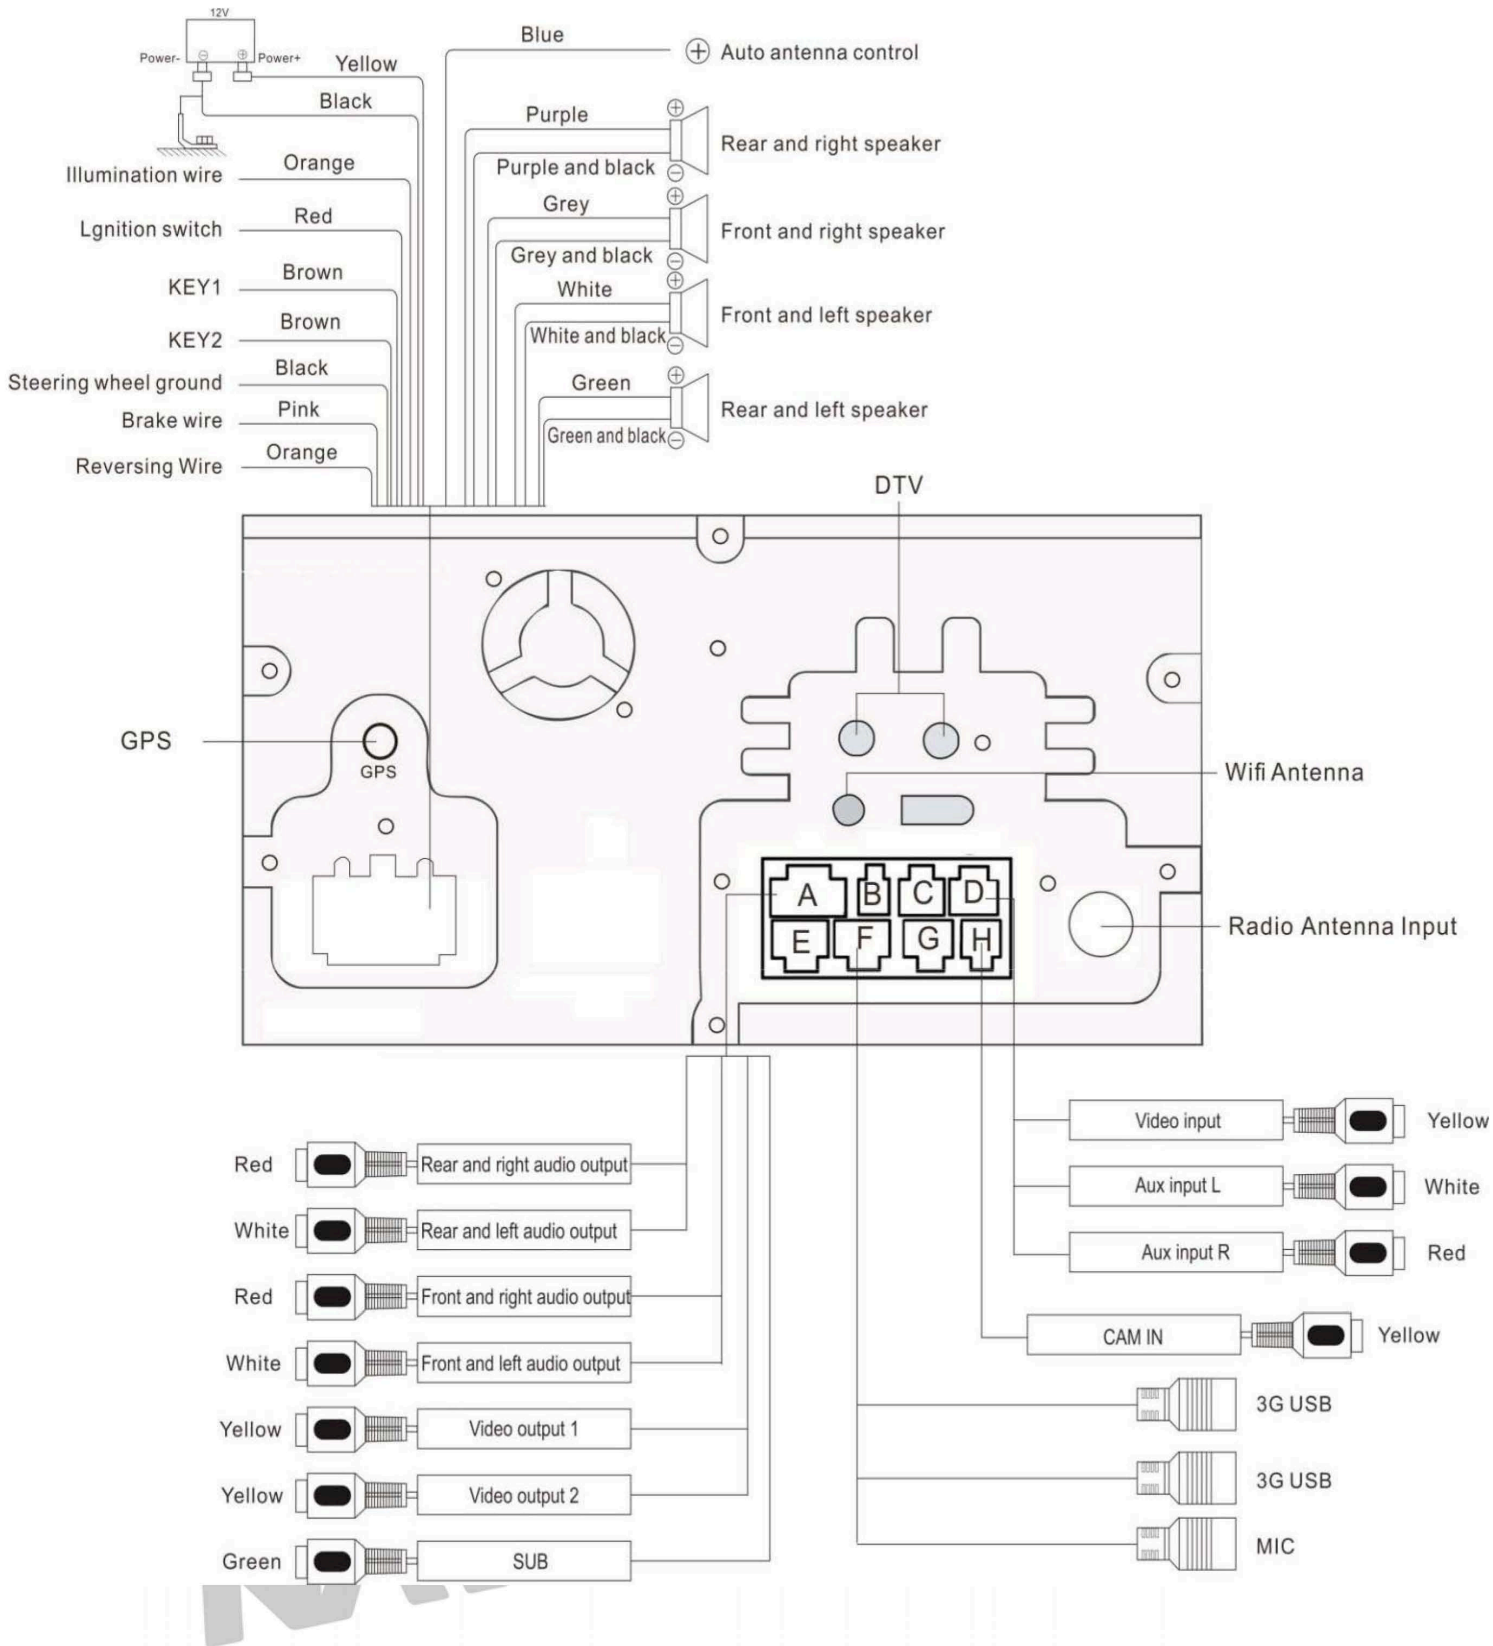 12V
Power-
Power+
Yellow
Black
Illumination wire
Orange
Lgnition switch
Red
KEY1
Brown
KEY2
Brown
Steering wheel ground
Black
Brake wire
Pink
Reversing Wire
Orange
Blue
Auto antenna control
Purple
Purple and black
Rear and right speaker
Grey
Grey and black
Front and right speaker
White
White and black
Front and left speaker
Green
Green and black
Rear and left speaker
DTV
GPS
GPS
Wifi Antenna
A
B
C
D
E
F
G
H
Radio Antenna Input
Red
Rear and right audio output
White
Rear and left audio output
Red
Front and right audio output
White
Front and left audio output
Yellow
Video output 1
Yellow
Video output 2
Green
SUB
Video input
Yellow
Aux input L
White
Aux input R
Red
CAM IN
Yellow
3G USB
3G USB
MIC